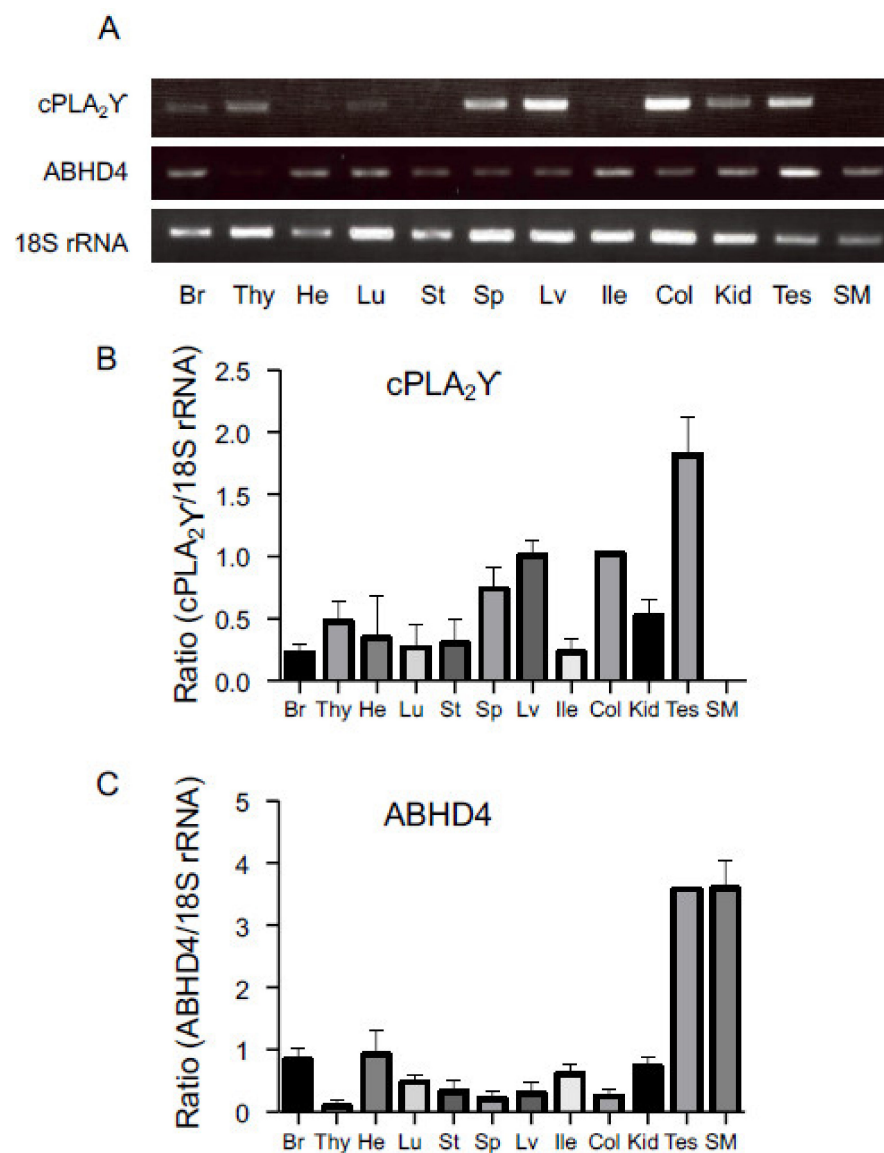 A
cPLA₂ϒ
ABHD4
18S rRNA
Br Thy He Lu St Sp Lv Ile Col Kid Tes SM
B
cPLA₂ϒ
Ratio (cPLA₂ϒ/18S rRNA)
2.5
2.0
1.5
1.0
0.5
0.0
Br Thy He Lu St Sp Lv Ile Col Kid Tes SM
C
ABHD4
Ratio (ABHD4/18S rRNA)
5
4
3
2
1
0
Br Thy He Lu St Sp Lv Ile Col Kid Tes SM